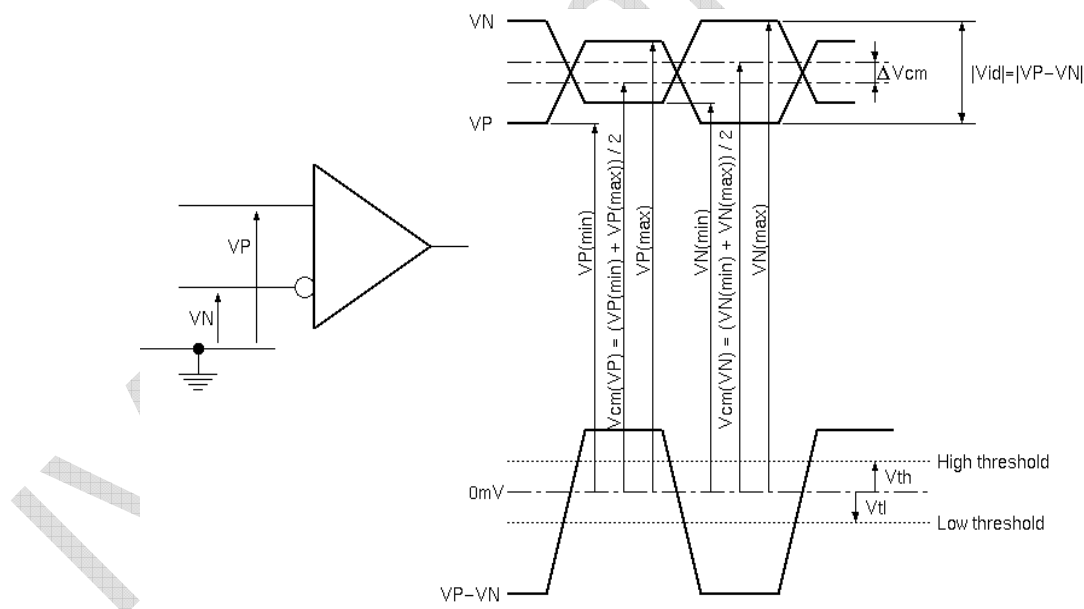 VN
VP
ΔVcm
|Vid|=|VP−VN|
VP
VN
VP(min)
Vcm(VP) = (VP(min) + VP(max)) / 2
VP(max)
VN(min)
Vcm(VN) = (VN(min) + VN(max)) / 2
VN(max)
High threshold
Vth
0mV
Vtl
Low threshold
VP−VN